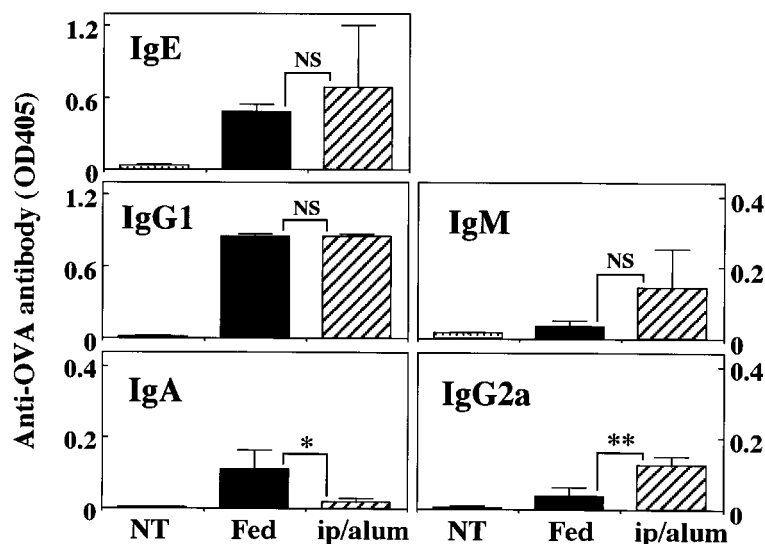 Anti-OVA antibody (OD405)
1.2
0.6
0
IgE
NS
1.2
0.6
0
IgG1
NS
IgM
NS
0.4
0.2
0
0.4
0.2
0
IgA
*
IgG2a
**
0.4
0.2
0
NT Fed ip/alum
NT Fed ip/alum